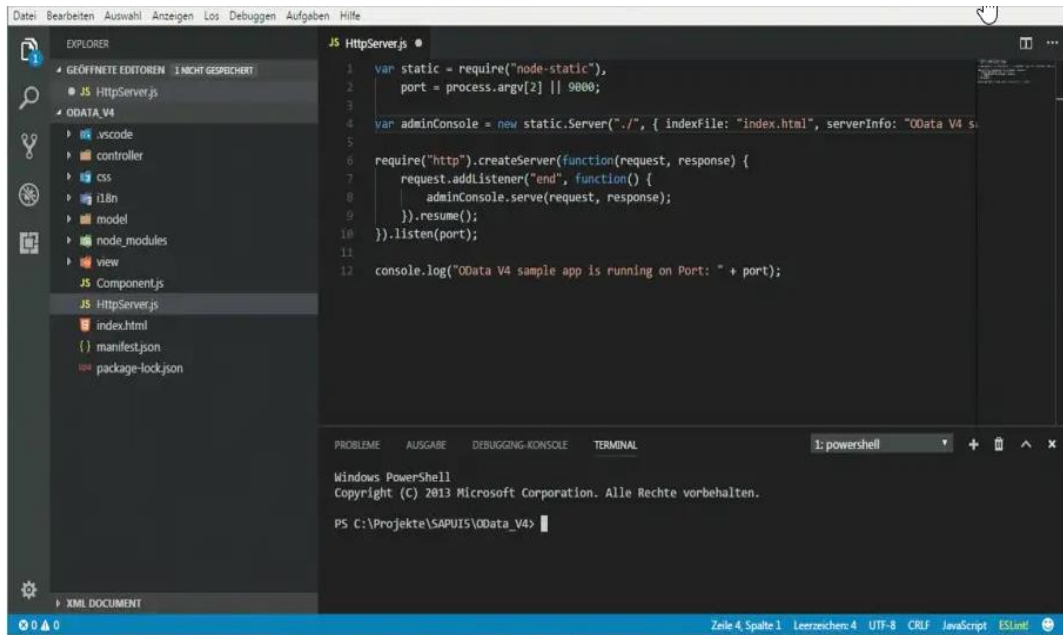 Datei Bearbeiten Auswahl Anzeigen Los Debuggen Aufgaben Hilfe
1
EXPLORER
GEÖFFNETE EDITOREN 1 NICHT GESPEICHERT
JS HttpServer.js
ODATA_V4
.vscode
controller
css
i18n
model
node_modules
view
JS Component.js
JS HttpServer.js
index.html
{ } manifest.json
package-lock.json
XML DOCUMENT
JS HttpServer.js
1 var static = require("node-static"),
2 port = process.argv[2] || 9000;
3
4 var adminConsole = new static.Server("./", { indexFile: "index.html", serverInfo: "OData V4 s
5
6 require("http").createServer(function(request, response) {
7 request.addListener("end", function() {
8 adminConsole.serve(request, response);
9 }).resume();
10 }).listen(port);
11
12 console.log("OData V4 sample app is running on Port: " + port);
PROBLEME AUSGABE DEBUGGING-KONSOLE TERMINAL 1: powershell
Windows PowerShell
Copyright (C) 2013 Microsoft Corporation. Alle Rechte vorbehalten.
PS C:\Projekte\SAPUI5\OData_V4>
0 0 Zeile 4, Spalte 1 Leerzeichen: 4 UTF-8 CRLF JavaScript ESLint!